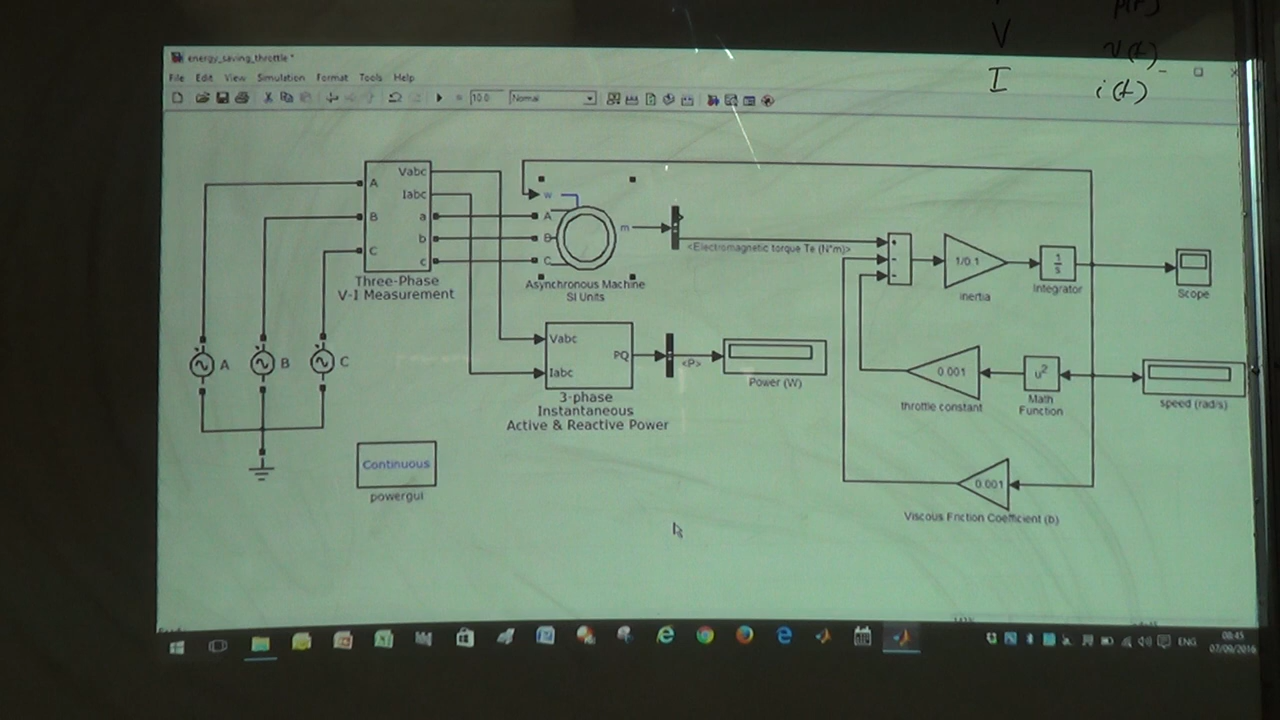 p(t)
V
v(t)
I
i(t)
energy_saving_throttle *
File Edit View Simulation Format Tools Help
10.0 Normal
Vabc
Iabc
A
B
C
a
b
c
Three-Phase
V-I Measurement
w
A
B
C
m
Asynchronous Machine
SI Units
<Electromagnetic torque Te (N*m)>
+
-
-
1/0.1
inertia
1
s
Integrator
Scope
A
B
C
Vabc
Iabc
PQ
3-phase
Instantaneous
Active & Reactive Power
<P>
Power (W)
0.001
throttle constant
u²
Math
Function
speed (rad/s)
Continuous
powergui
0.001
Viscous Friction Coefficient (b)
ENG
08:45
07/09/2016